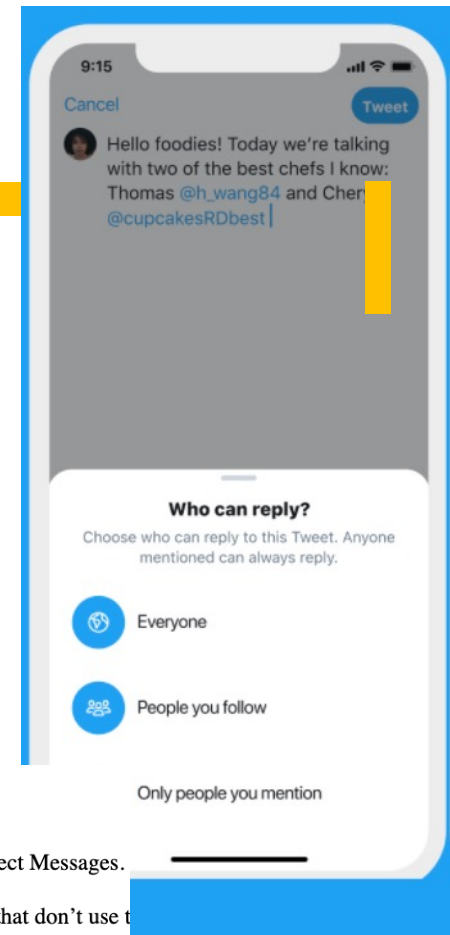 9:15
Cancel
Tweet
Hello foodies! Today we're talking
with two of the best chefs I know:
Thomas @h_wang84 and Cher
@cupcakesRDbest
Who can reply?
Choose who can reply to this Tweet. Anyone
mentioned can always reply.
Everyone
People you follow
Only people you mention
ect Messages.
that don't use t